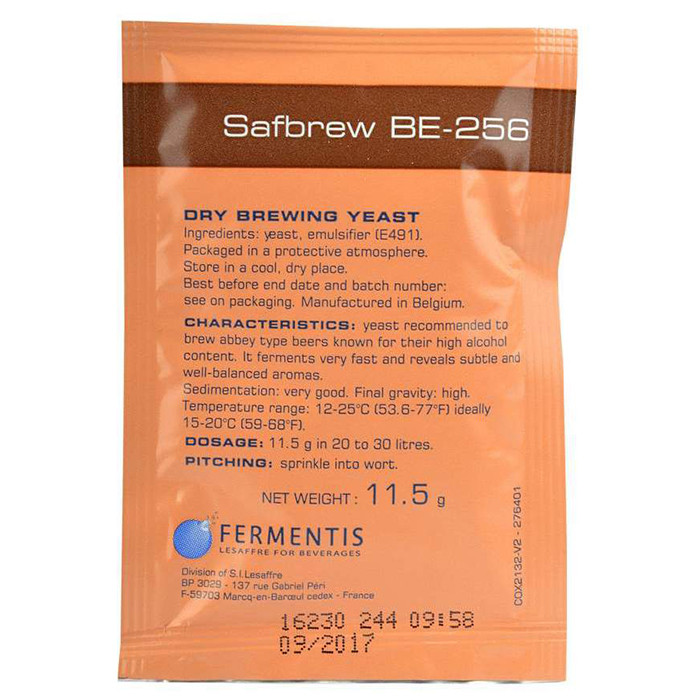 Safbrew BE-256
DRY BREWING YEAST
Ingredients: yeast, emulsifier (E491).
Packaged in a protective atmosphere.
Store in a cool, dry place.
Best before end date and batch number:
see on packaging. Manufactured in Belgium.
CHARACTERISTICS: yeast recommended to
brew abbey type beers known for their high alcohol
content. It ferments very fast and reveals subtle and
well-balanced aromas.
Sedimentation: very good. Final gravity: high.
Temperature range: 12-25°C (53.6-77°F) ideally
15-20°C (59-68°F).
DOSAGE: 11.5 g in 20 to 30 litres.
PITCHING: sprinkle into wort.
NET WEIGHT : 11.5 g
FERMENTIS
LESAFFRE FOR BEVERAGES
Division of S.I.Lesaffre
BP 3029 - 137 rue Gabriel Péri
F-59703 Marcq-en-Barœul cedex - France
COX2132-V2 - 276401
16230 244 09:58
09/2017